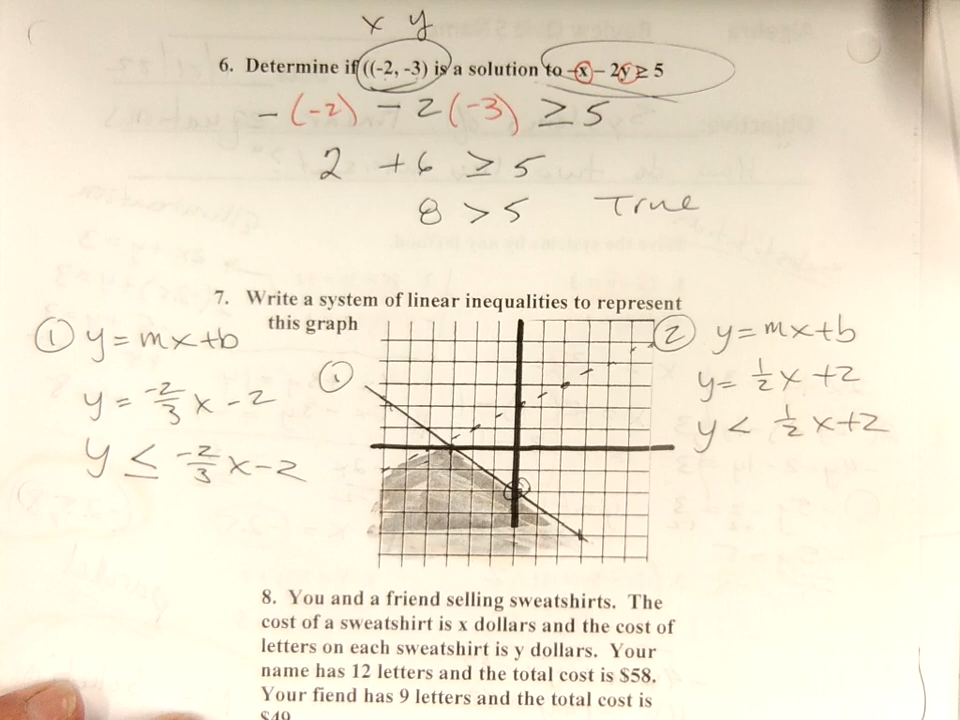 x y
6. Determine if ((-2, -3) is a solution to -x - 2y ≥ 5
- (-2) - 2 (-3) ≥ 5
2 + 6 ≥ 5
8 > 5 True
7. Write a system of linear inequalities to represent
this graph
① y = mx + b
y = -2/3 x - 2
y ≤ -2/3 x - 2
①
② y = mx + b
y = 1/2 x + 2
y < 1/2 x + 2
8. You and a friend selling sweatshirts. The
cost of a sweatshirt is x dollars and the cost of
letters on each sweatshirt is y dollars. Your
name has 12 letters and the total cost is $58.
Your fiend has 9 letters and the total cost is
$49